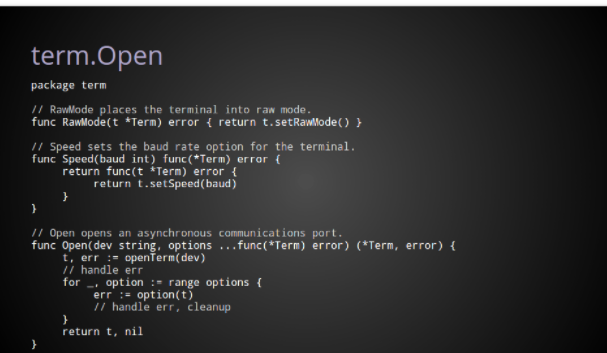 term.Open
package term
// RawMode places the terminal into raw mode.
func RawMode(t *Term) error { return t.setRawMode() }
// Speed sets the baud rate option for the terminal.
func Speed(baud int) func(*Term) error {
return func(t *Term) error {
return t.setSpeed(baud)
}
}
// Open opens an asynchronous communications port.
func Open(dev string, options ...func(*Term) error) (*Term, error) {
t, err := openTerm(dev)
// handle err
for _, option := range options {
err := option(t)
// handle err, cleanup
}
return t, nil
}